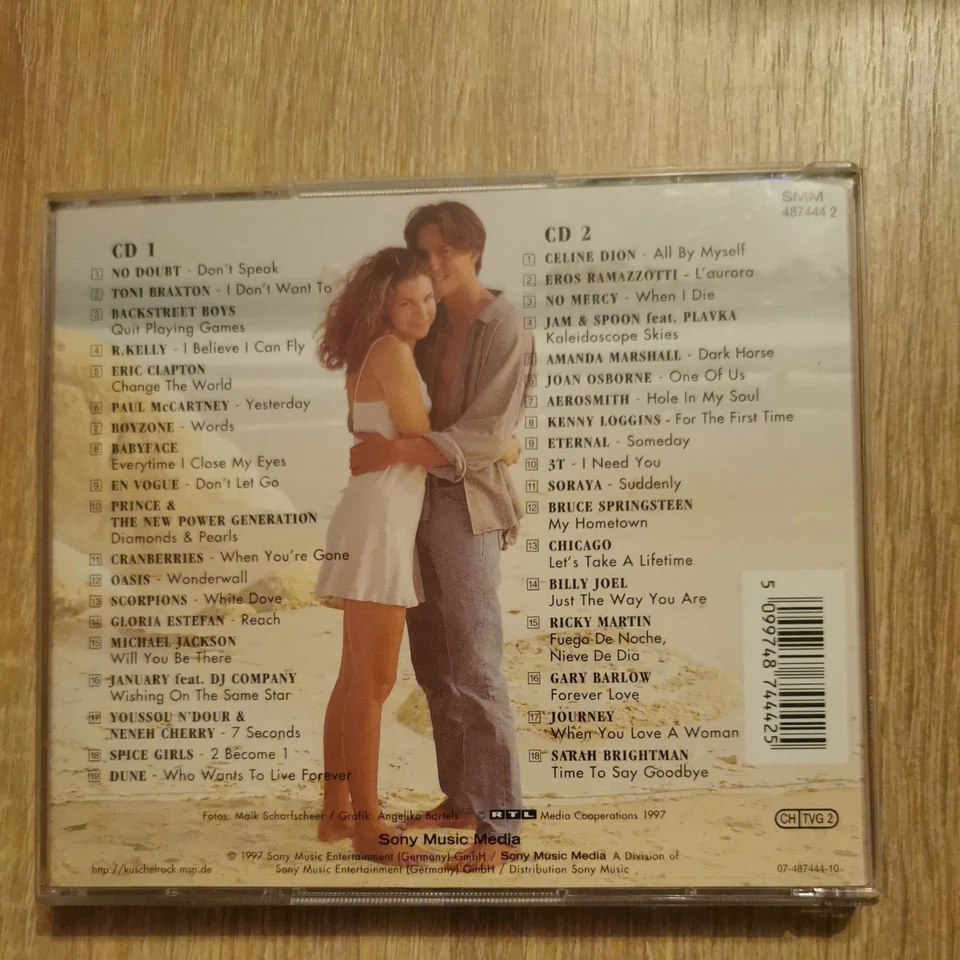 SMM
487444 2
CD 1
1 NO DOUBT - Don't Speak
2 TONI BRAXTON - I Don't Want To
3 BACKSTREET BOYS
Quit Playing Games
4 R.KELLY - I Believe I Can Fly
5 ERIC CLAPTON
Change The World
6 PAUL McCARTNEY - Yesterday
7 BOYZONE - Words
8 BABYFACE
Everytime I Close My Eyes
9 EN VOGUE - Don't Let Go
10 PRINCE &
THE NEW POWER GENERATION
Diamonds & Pearls
11 CRANBERRIES - When You're Gone
12 OASIS - Wonderwall
13 SCORPIONS - White Dove
14 GLORIA ESTEFAN - Reach
15 MICHAEL JACKSON
Will You Be There
16 JANUARY feat. DJ COMPANY
Wishing On The Same Star
17 YOUSSOU N'DOUR &
NENEH CHERRY - 7 Seconds
18 SPICE GIRLS - 2 Become 1
19 DUNE - Who Wants To Live Forever
CD 2
1 CELINE DION - All By Myself
2 EROS RAMAZZOTTI - L'aurora
3 NO MERCY - When I Die
4 JAM & SPOON feat. PLAVKA
Kaleidoscope Skies
5 AMANDA MARSHALL - Dark Horse
6 JOAN OSBORNE - One Of Us
7 AEROSMITH - Hole In My Soul
8 KENNY LOGGINS - For The First Time
9 ETERNAL - Someday
10 3T - I Need You
11 SORAYA - Suddenly
12 BRUCE SPRINGSTEEN
My Hometown
13 CHICAGO
Let's Take A Lifetime
14 BILLY JOEL
Just The Way You Are
15 RICKY MARTIN
Fuego De Noche,
Nieve De Dia
16 GARY BARLOW
Forever Love
17 JOURNEY
When You Love A Woman
18 SARAH BRIGHTMAN
Time To Say Goodbye
5 099748 744425
Fotos: Maik Scharfscheer / Grafik: Angelika Bartels © RTL Media Cooperations 1997
CH TVG 2
Sony Music Media
© 1997 Sony Music Entertainment (Germany) GmbH / Sony Music Media A Division of
http://kuschelrock.msp.de Sony Music Entertainment (Germany) GmbH / Distribution Sony Music 07-487444-10